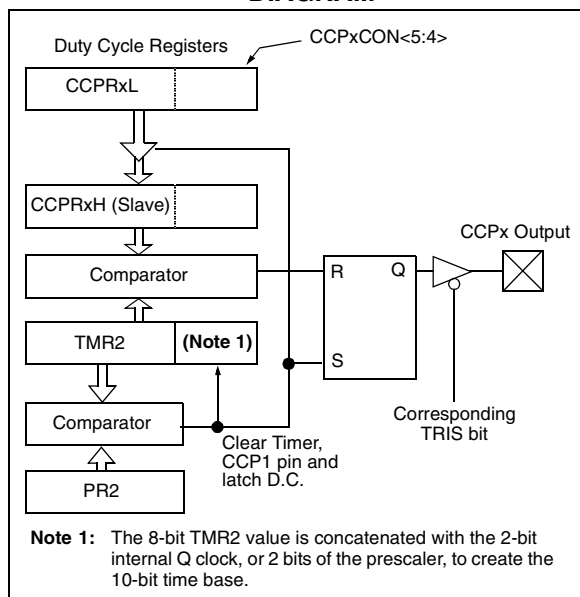 Duty Cycle Registers
CCPxCON<5:4>
CCPRxL
CCPRxH (Slave)
Comparator
TMR2
(Note 1)
Comparator
PR2
Clear Timer,
CCP1 pin and
latch D.C.
R
Q
S
CCPx Output
Corresponding
TRIS bit
Note 1: The 8-bit TMR2 value is concatenated with the 2-bit
internal Q clock, or 2 bits of the prescaler, to create the
10-bit time base.